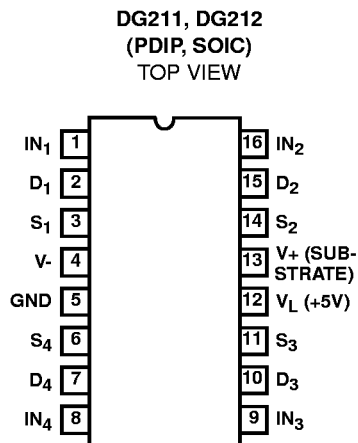 DG211, DG212
(PDIP, SOIC)
TOP VIEW
IN1 1 16 IN2
D1 2 15 D2
S1 3 14 S2
V- 4 13 V+ (SUB-
STRATE)
GND 5 12 VL (+5V)
S4 6 11 S3
D4 7 10 D3
IN4 8 9 IN3